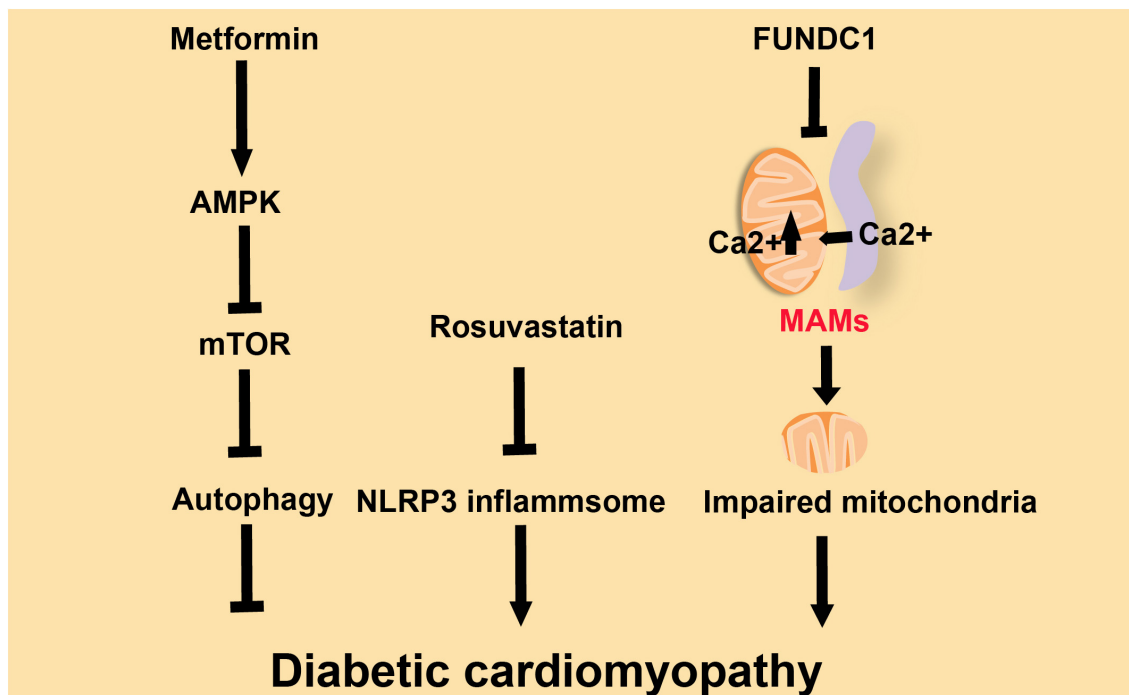 Metformin
FUNDC1
AMPK
Ca2+
Ca2+
mTOR
Rosuvastatin
MAMs
Autophagy
NLRP3 inflammsome
Impaired mitochondria
Diabetic cardiomyopathy